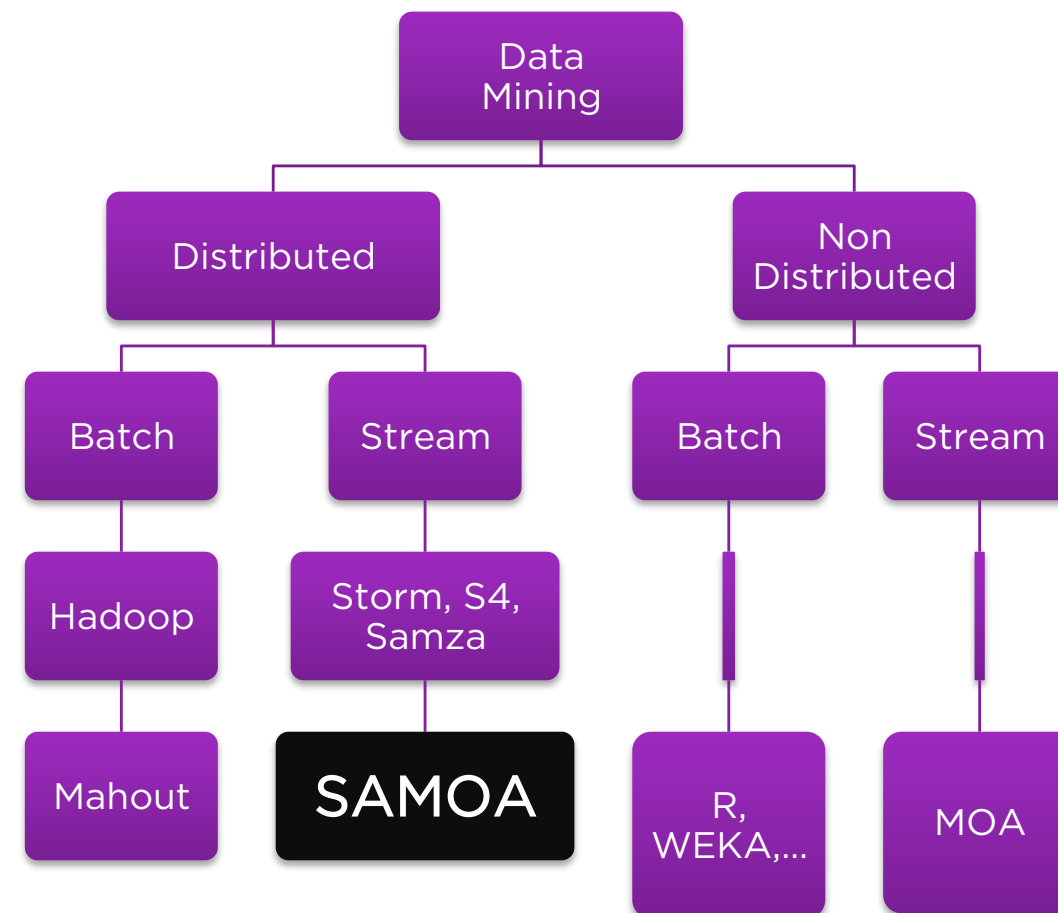 Data
Mining
Distributed
Non
Distributed
Batch
Stream
Batch
Stream
Hadoop
Storm, S4,
Samza
Mahout
SAMOA
R,
WEKA,...
MOA